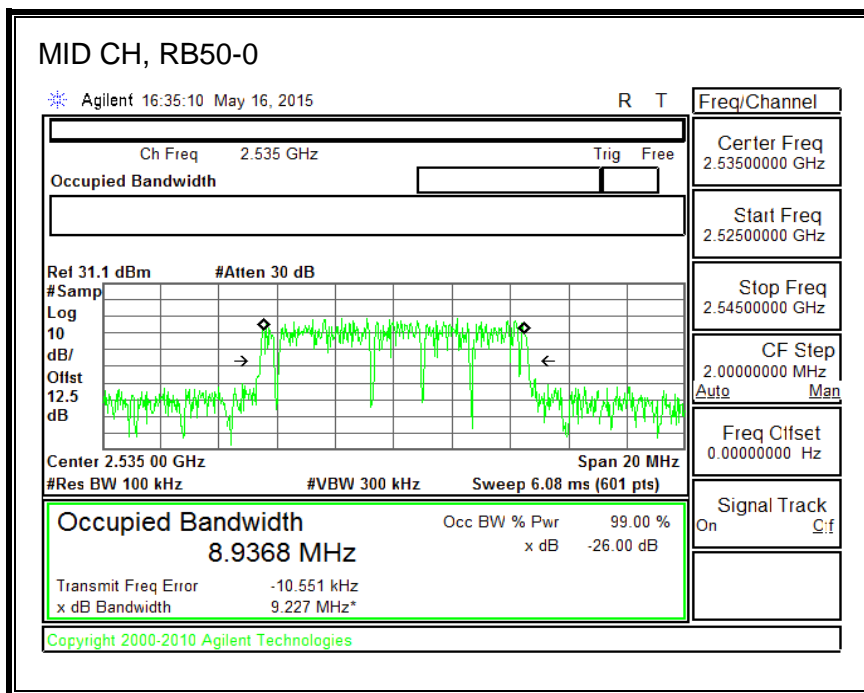 MID CH, RB50-0
Agilent 16:35:10 May 16, 2015 R T
Freq/Channel
Ch Freq 2.535 GHz Trig Free
Occupied Bandwidth
Center Freq
2.53500000 GHz
Start Freq
2.52500000 GHz
Stop Freq
2.54500000 GHz
CF Step
2.00000000 MHz
Auto Man
Freq Offset
0.00000000 Hz
Signal Track
On Off
Ref 31.1 dBm #Atten 30 dB
#Samp
Log
10
dB/
Offst
12.5
dB
Center 2.535 00 GHz Span 20 MHz
#Res BW 100 kHz #VBW 300 kHz Sweep 6.08 ms (601 pts)
Occupied Bandwidth Occ BW % Pwr 99.00 %
8.9368 MHz x dB -26.00 dB
Transmit Freq Error -10.551 kHz
x dB Bandwidth 9.227 MHz*
Copyright 2000-2010 Agilent Technologies